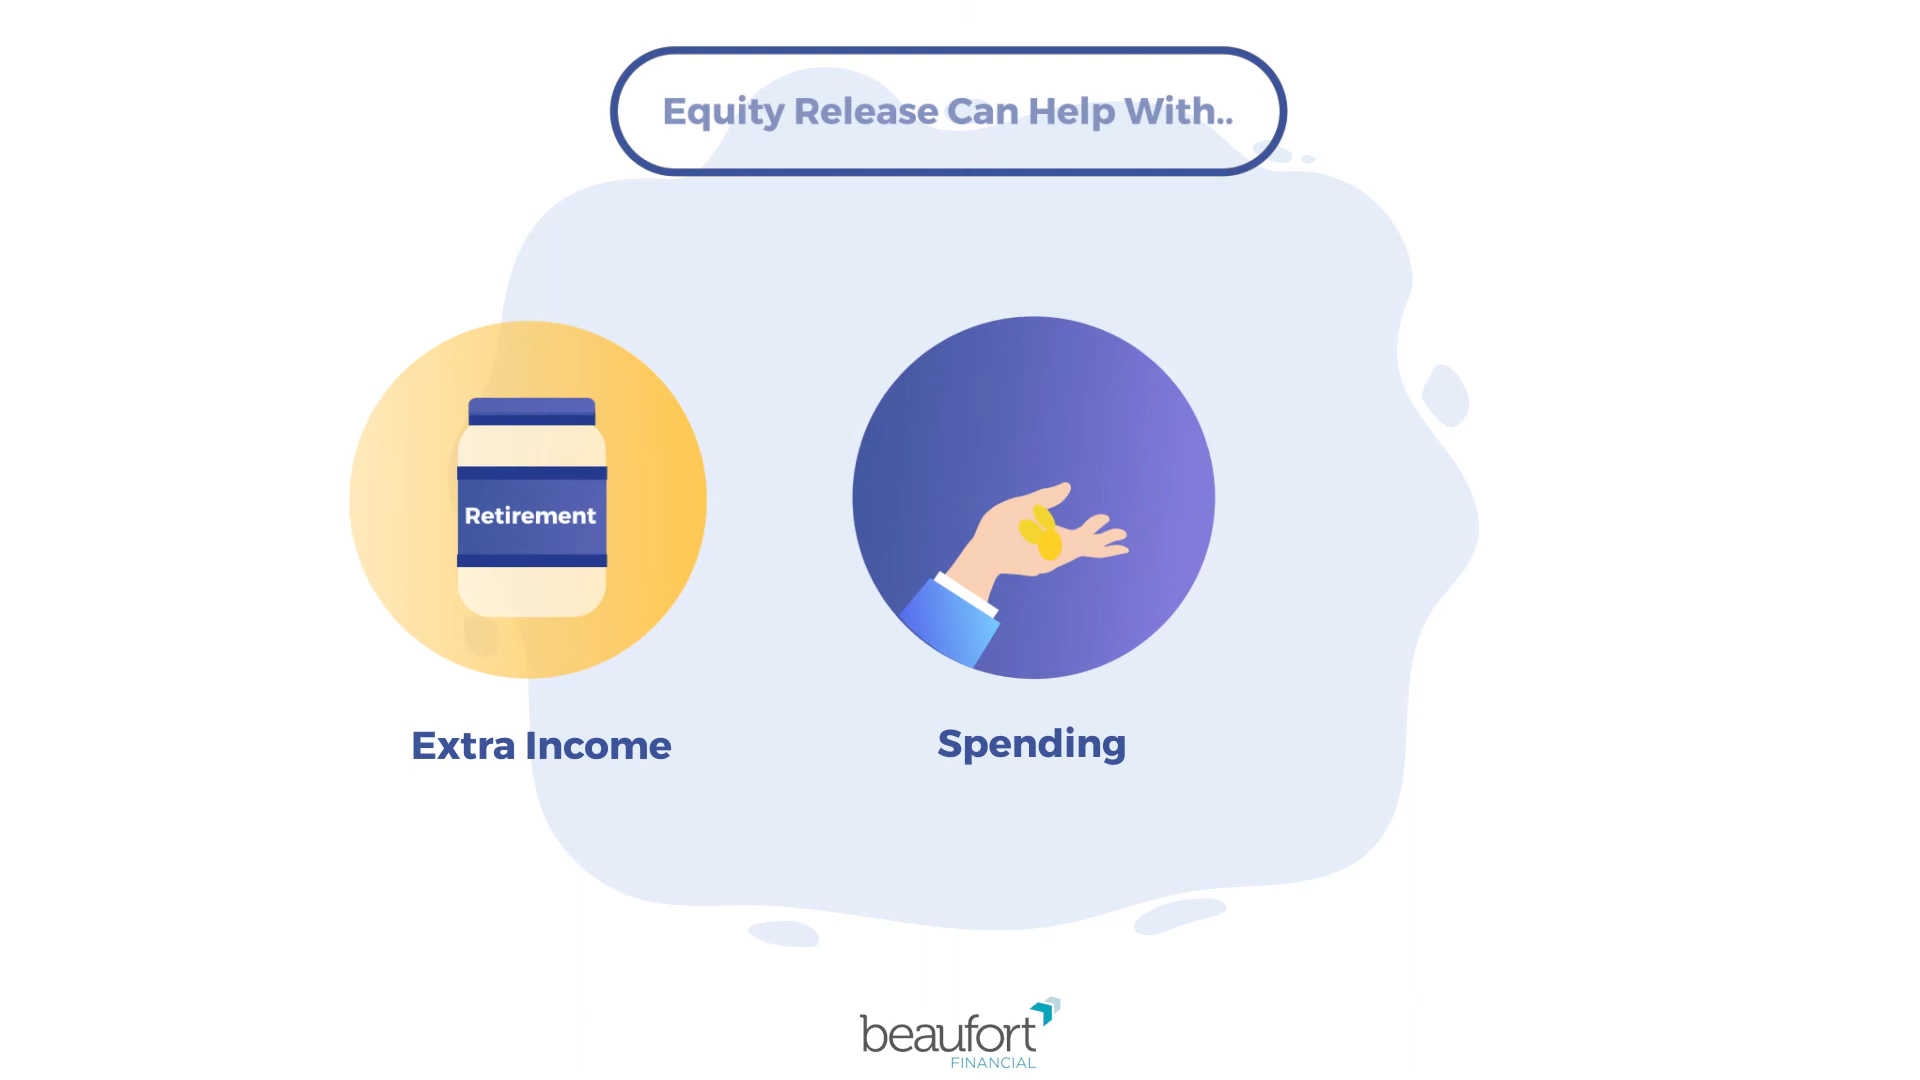 Equity Release Can Help With..
Retirement
Extra Income
Spending
beaufort
FINANCIAL